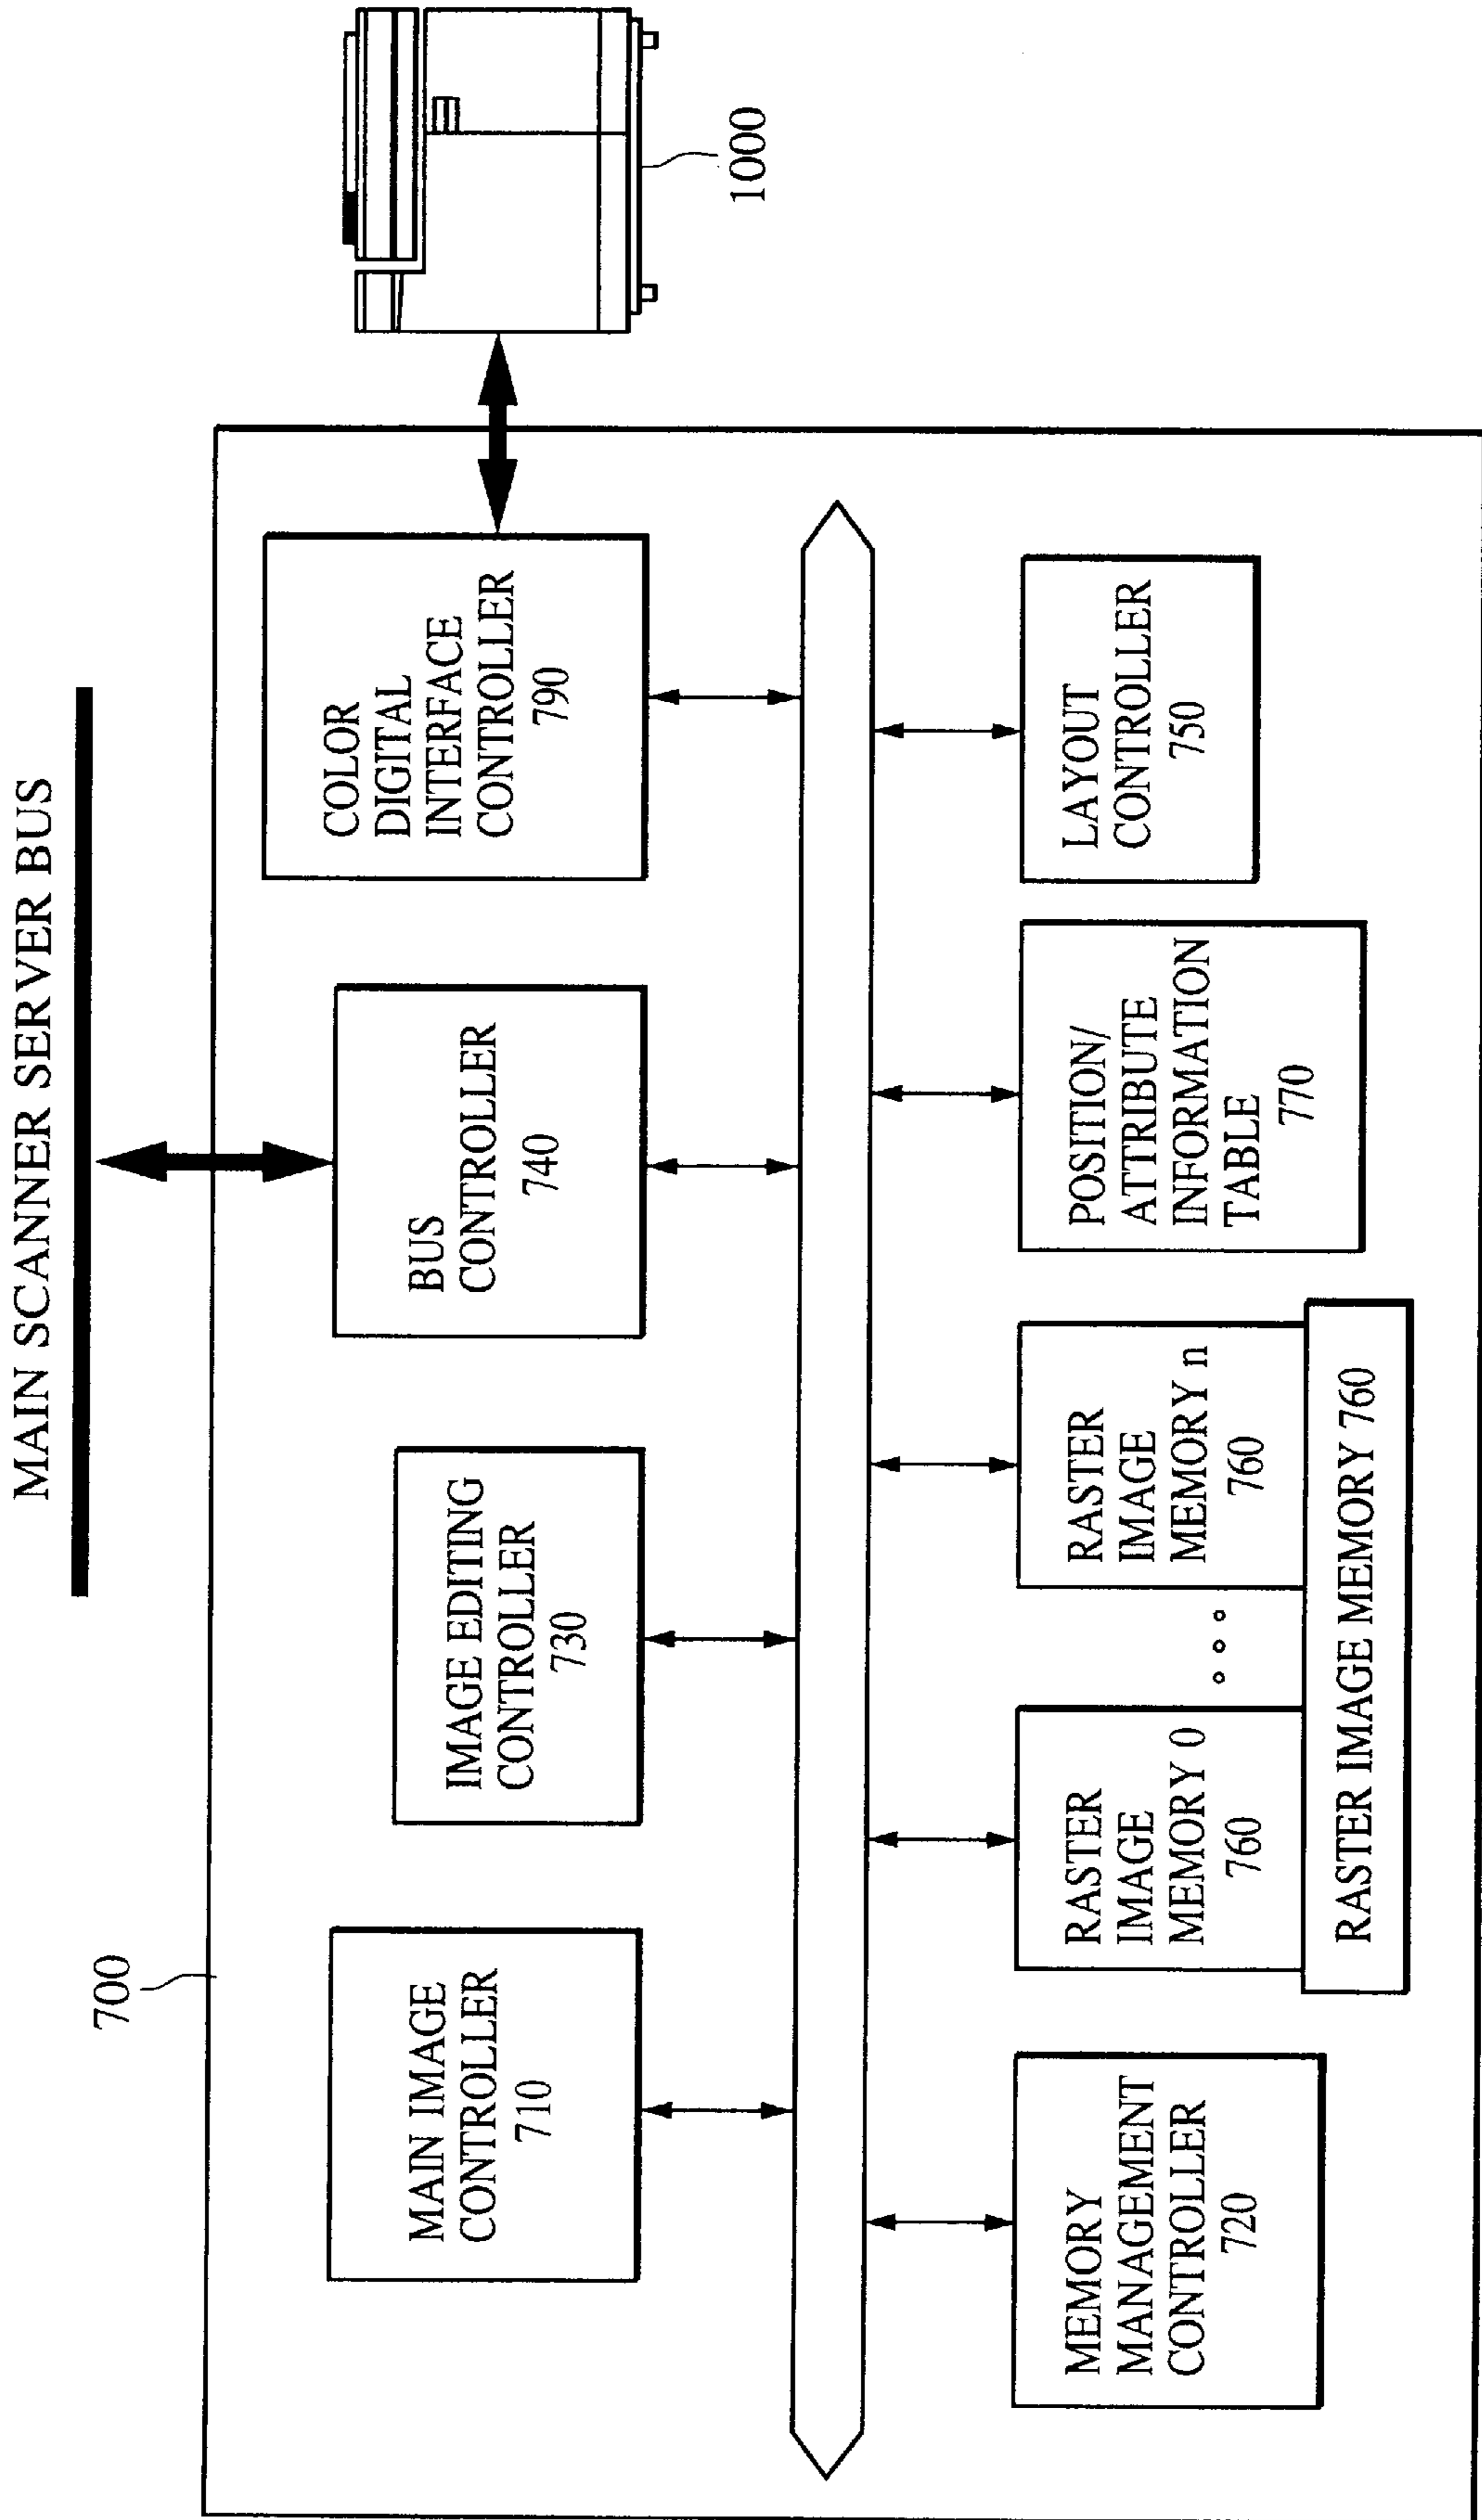 MAIN SCANNER SERVER BUS
700
MAIN IMAGE
CONTROLLER
710
IMAGE EDITING
CONTROLLER
730
BUS
CONTROLLER
740
COLOR
DIGITAL
INTERFACE
CONTROLLER
790
1000
MEMORY
MANAGEMENT
CONTROLLER
720
RASTER
IMAGE
MEMORY 0
760
RASTER
IMAGE
MEMORY n
760
RASTER IMAGE MEMORY 760
POSITION/
ATTRIBUTE
INFORMATION
TABLE
770
LAYOUT
CONTROLLER
750